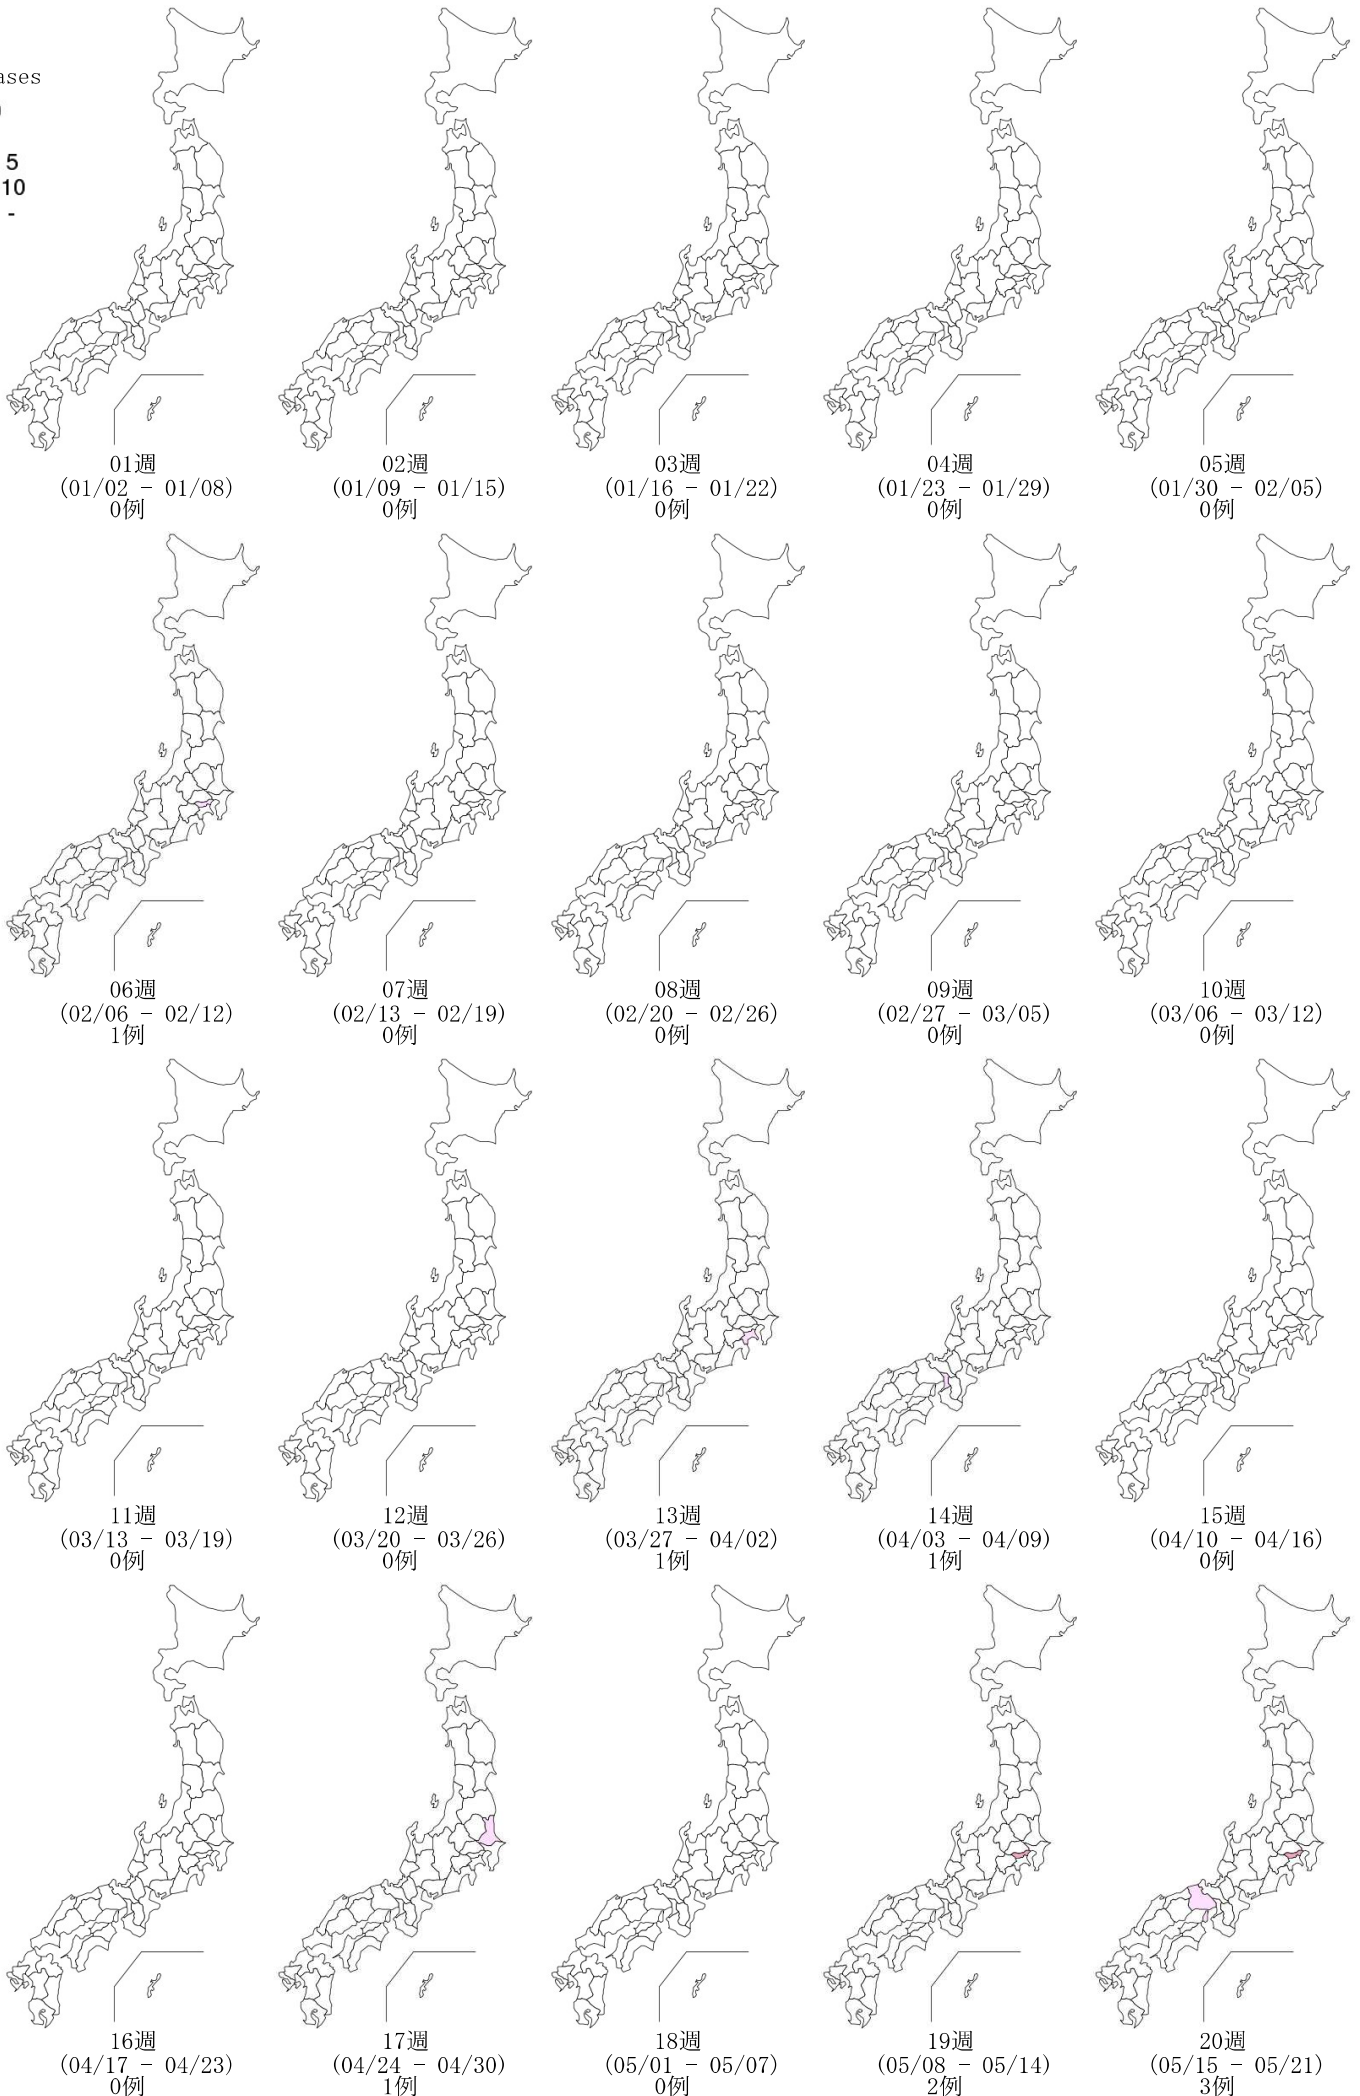 ases
5
10
-
01週
(01/02 - 01/08)
0例
02週
(01/09 - 01/15)
0例
03週
(01/16 - 01/22)
0例
04週
(01/23 - 01/29)
0例
05週
(01/30 - 02/05)
0例
06週
(02/06 - 02/12)
1例
07週
(02/13 - 02/19)
0例
08週
(02/20 - 02/26)
0例
09週
(02/27 - 03/05)
0例
10週
(03/06 - 03/12)
0例
11週
(03/13 - 03/19)
0例
12週
(03/20 - 03/26)
0例
13週
(03/27 - 04/02)
1例
14週
(04/03 - 04/09)
1例
15週
(04/10 - 04/16)
0例
16週
(04/17 - 04/23)
0例
17週
(04/24 - 04/30)
1例
18週
(05/01 - 05/07)
0例
19週
(05/08 - 05/14)
2例
20週
(05/15 - 05/21)
3例